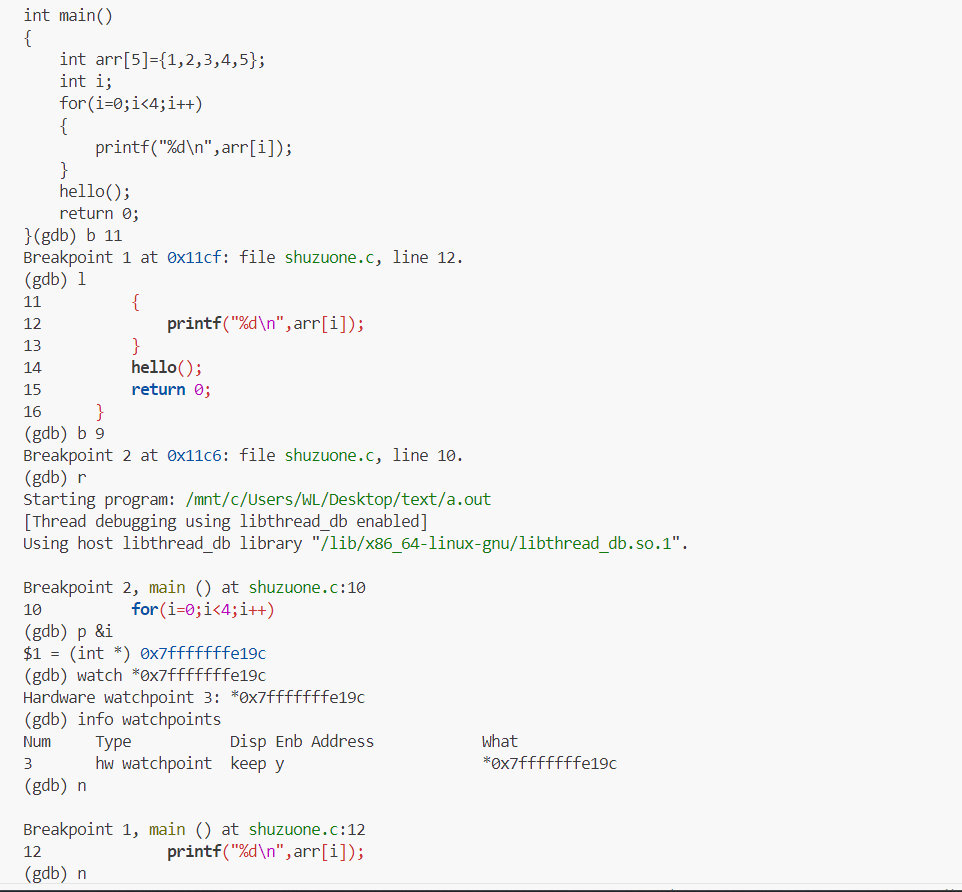 int main()
{
    int arr[5]={1,2,3,4,5};
    int i;
    for(i=0;i<4;i++)
    {
        printf("%d\n",arr[i]);
    }
    hello();
    return 0;
}(gdb) b 11
Breakpoint 1 at 0x11cf: file shuzuone.c, line 12.
(gdb) l
11          {
12              printf("%d\n",arr[i]);
13          }
14          hello();
15          return 0;
16      }
(gdb) b 9
Breakpoint 2 at 0x11c6: file shuzuone.c, line 10.
(gdb) r
Starting program: /mnt/c/Users/WL/Desktop/text/a.out
[Thread debugging using libthread_db enabled]
Using host libthread_db library "/lib/x86_64-linux-gnu/libthread_db.so.1".

Breakpoint 2, main () at shuzuone.c:10
10          for(i=0;i<4;i++)
(gdb) p &i
$1 = (int *) 0x7fffffffe19c
(gdb) watch *0x7fffffffe19c
Hardware watchpoint 3: *0x7fffffffe19c
(gdb) info watchpoints
Num     Type           Disp Enb Address            What
3       hw watchpoint  keep y                      *0x7fffffffe19c
(gdb) n

Breakpoint 1, main () at shuzuone.c:12
12              printf("%d\n",arr[i]);
(gdb) n